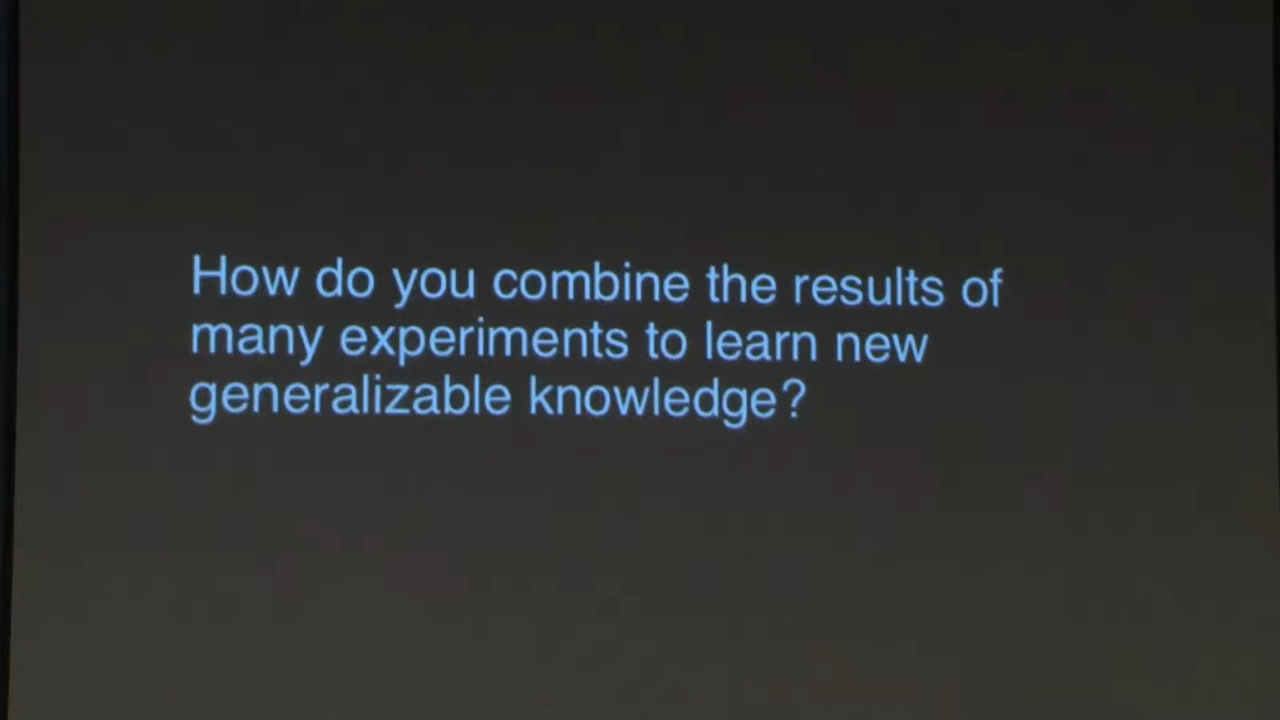 How do you combine the results of
many experiments to learn new
generalizable knowledge?